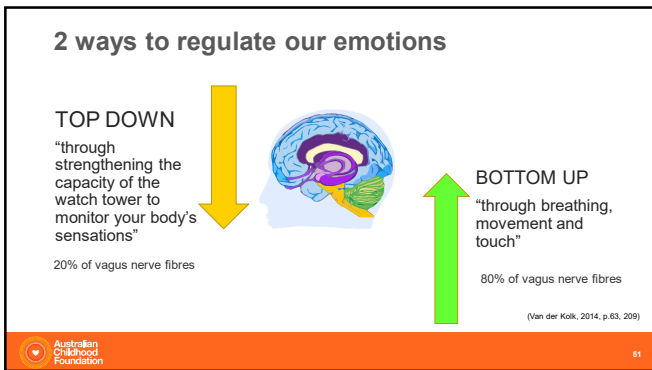 2 ways to regulate our emotions
TOP DOWN
“through
strengthening the
capacity of the
watch tower to
monitor your body’s
sensations”
20% of vagus nerve fibres
BOTTOM UP
“through breathing,
movement and
touch”
80% of vagus nerve fibres
(Van der Kolk, 2014, p.63, 209)
Australian
Childhood
Foundation
51